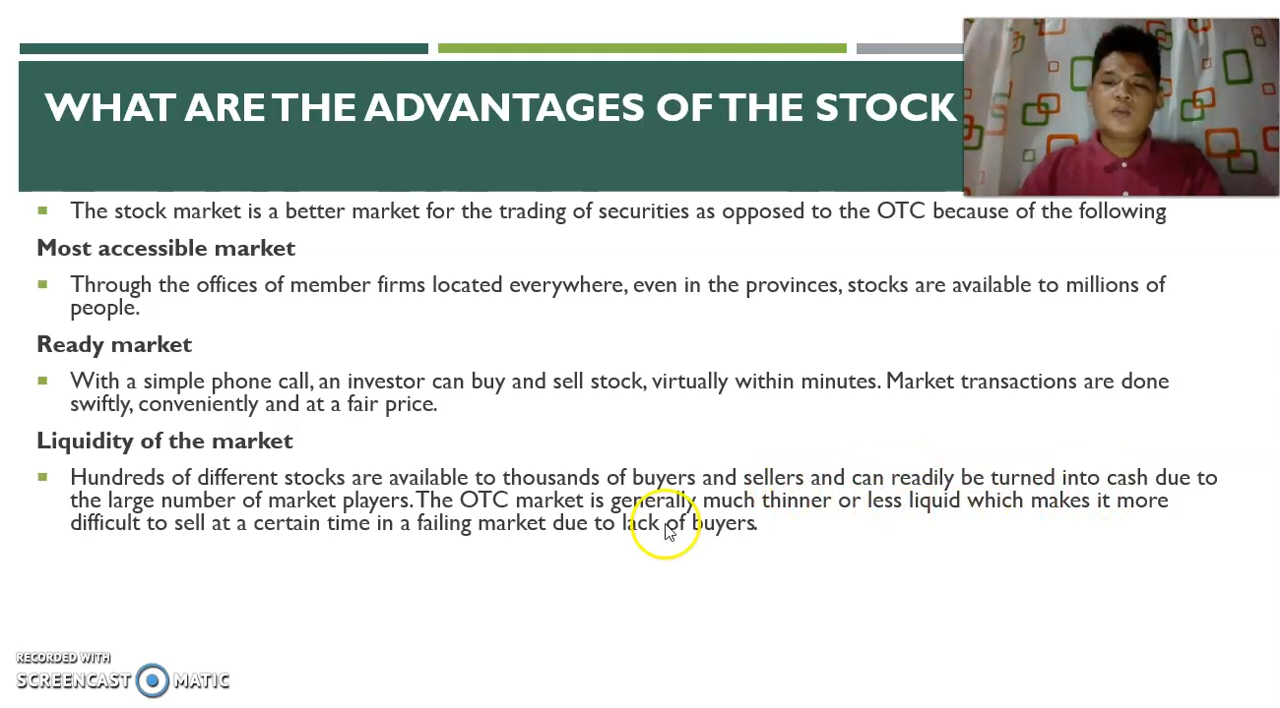 WHAT ARE THE ADVANTAGES OF THE STOCK
The stock market is a better market for the trading of securities as opposed to the OTC because of the following
Most accessible market
Through the offices of member firms located everywhere, even in the provinces, stocks are available to millions of
people.
Ready market
With a simple phone call, an investor can buy and sell stock, virtually within minutes. Market transactions are done
swiftly, conveniently and at a fair price.
Liquidity of the market
Hundreds of different stocks are available to thousands of buyers and sellers and can readily be turned into cash due to
the large number of market players. The OTC market is generally much thinner or less liquid which makes it more
difficult to sell at a certain time in a failing market due to lack of buyers.
RECORDED WITH
SCREENCAST MATIC